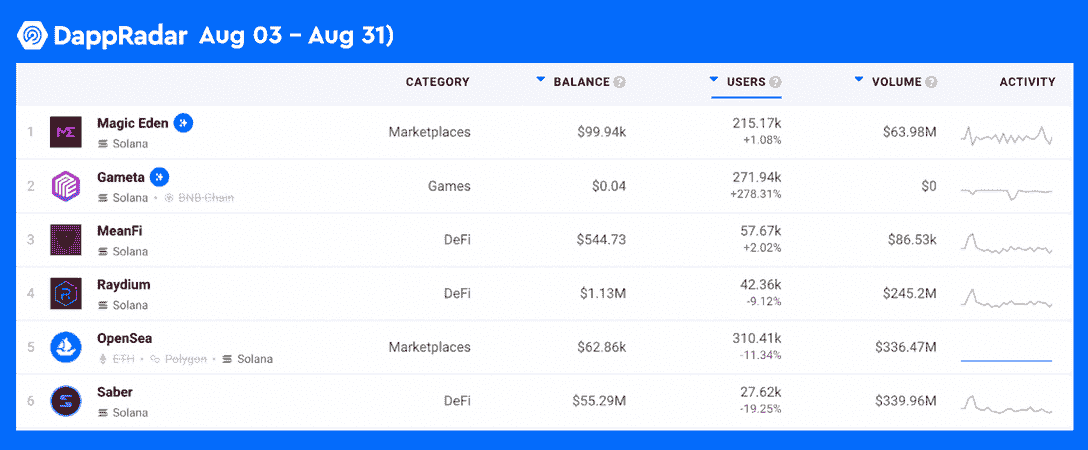 DappRadar Aug 03 – Aug 31)
CATEGORY BALANCE ? USERS ? VOLUME ? ACTIVITY
1 Magic Eden Marketplaces $99.94k 215.17k $63.98M
Solana +1.08%
2 Gameta Games $0.04 271.94k $0
Solana • BNB Chain +278.31%
3 MeanFi DeFi $544.73 57.67k $86.53k
Solana +2.02%
4 Raydium DeFi $1.13M 42.36k $245.2M
Solana -9.12%
5 OpenSea Marketplaces $62.86k 310.41k $336.47M
ETH • Polygon • Solana -11.34%
6 Saber DeFi $55.29M 27.62k $339.96M
Solana -19.25%